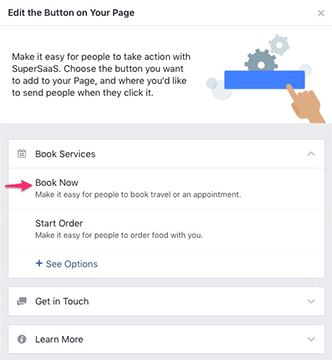 Edit the Button on Your Page
Make it easy for people to take action with
SuperSaaS. Choose the button you want
to add to your Page, and where you'd like
to send people when they click it.
Book Services
Book Now
Make it easy for people to book travel or an appointment.
Start Order
Make it easy for people to order food with you.
+ See Options
Get in Touch
Learn More